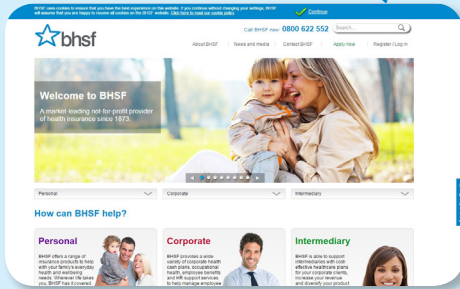 BHSF uses cookies to ensure that you have the best experience on this website. If you continue without changing your settings, BHSF
will assume that you are happy to receive all cookies on the BHSF website. Click here to read our cookie policy.
Continue
Call BHSF now: 0800 622 552
Search...
bhsf
About BHSF
News and media
Contact BHSF
Apply now
Register / Log in
Welcome to BHSF
A market-leading not-for-profit provider
of health insurance since 1873.
Personal
Corporate
Intermediary
How can BHSF help?
Personal
BHSF offers a range of
insurance products to help
with your family's everyday
health and wellbeing
needs. Wherever life takes
you, BHSF has it covered.
Corporate
BHSF provides a wide
variety of corporate health
cash plans, occupational
health, employee benefits
and HR support services
to help manage employee
Intermediary
BHSF is able to support
intermediaries with cost
effective healthcare plans
for your corporate clients,
increase your revenue
and diversify your product